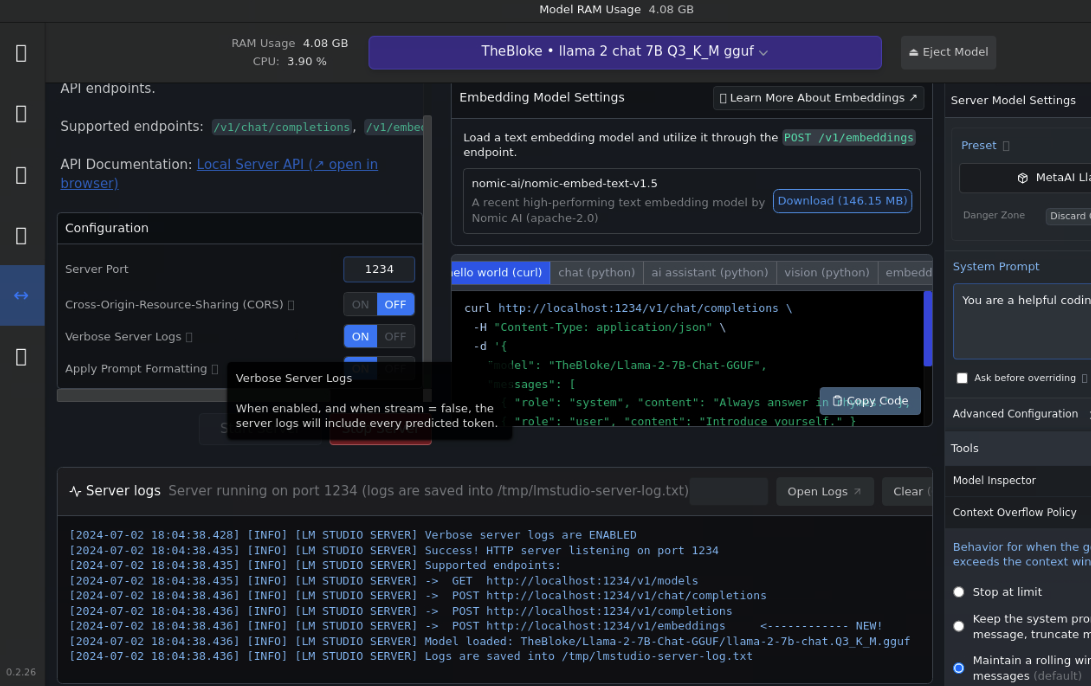 Model RAM Usage 4.08 GB
RAM Usage 4.08 GB
CPU: 3.90 %
TheBloke • llama 2 chat 7B Q3_K_M gguf
Eject Model
API endpoints.
Supported endpoints: /v1/chat/completions, /v1/embed
API Documentation: Local Server API (↗ open in
browser)
Configuration
Server Port 1234
Cross-Origin-Resource-Sharing (CORS) ON OFF
Verbose Server Logs ON OFF
Apply Prompt Formatting
Verbose Server Logs
When enabled, and when stream = false, the
server logs will include every predicted token.
Embedding Model Settings
Learn More About Embeddings ↗
Load a text embedding model and utilize it through the POST /v1/embeddings
endpoint.
nomic-ai/nomic-embed-text-v1.5
A recent high-performing text embedding model by
Nomic AI (apache-2.0)
Download (146.15 MB)
hello world (curl) chat (python) ai assistant (python) vision (python) embedd
curl http://localhost:1234/v1/chat/completions \
-H "Content-Type: application/json" \
-d '{
"model": "TheBloke/Llama-2-7B-Chat-GGUF",
"messages": [
"role": "system", "content": "Always answer in
"role": "user", "content": "Introduce yourself." }
Copy Code
Server Model Settings
Preset
MetaAI Lla
Danger Zone
Discard
System Prompt
You are a helpful coding
Ask before overriding
Advanced Configuration
Tools
Model Inspector
Context Overflow Policy
Behavior for when the ge
exceeds the context win
Stop at limit
Keep the system pro
message, truncate m
Maintain a rolling win
messages (default)
Server logs Server running on port 1234 (logs are saved into /tmp/lmstudio-server-log.txt)
Open Logs ↗
Clear (
[2024-07-02 18:04:38.428] [INFO] [LM STUDIO SERVER] Verbose server logs are ENABLED
[2024-07-02 18:04:38.435] [INFO] [LM STUDIO SERVER] Success! HTTP server listening on port 1234
[2024-07-02 18:04:38.435] [INFO] [LM STUDIO SERVER] Supported endpoints:
[2024-07-02 18:04:38.435] [INFO] [LM STUDIO SERVER] -> GET http://localhost:1234/v1/models
[2024-07-02 18:04:38.436] [INFO] [LM STUDIO SERVER] -> POST http://localhost:1234/v1/chat/completions
[2024-07-02 18:04:38.436] [INFO] [LM STUDIO SERVER] -> POST http://localhost:1234/v1/completions
[2024-07-02 18:04:38.436] [INFO] [LM STUDIO SERVER] -> POST http://localhost:1234/v1/embeddings <------------ NEW!
[2024-07-02 18:04:38.436] [INFO] [LM STUDIO SERVER] Model loaded: TheBloke/Llama-2-7B-Chat-GGUF/llama-2-7b-chat.Q3_K_M.gguf
[2024-07-02 18:04:38.436] [INFO] [LM STUDIO SERVER] Logs are saved into /tmp/lmstudio-server-log.txt
0.2.26